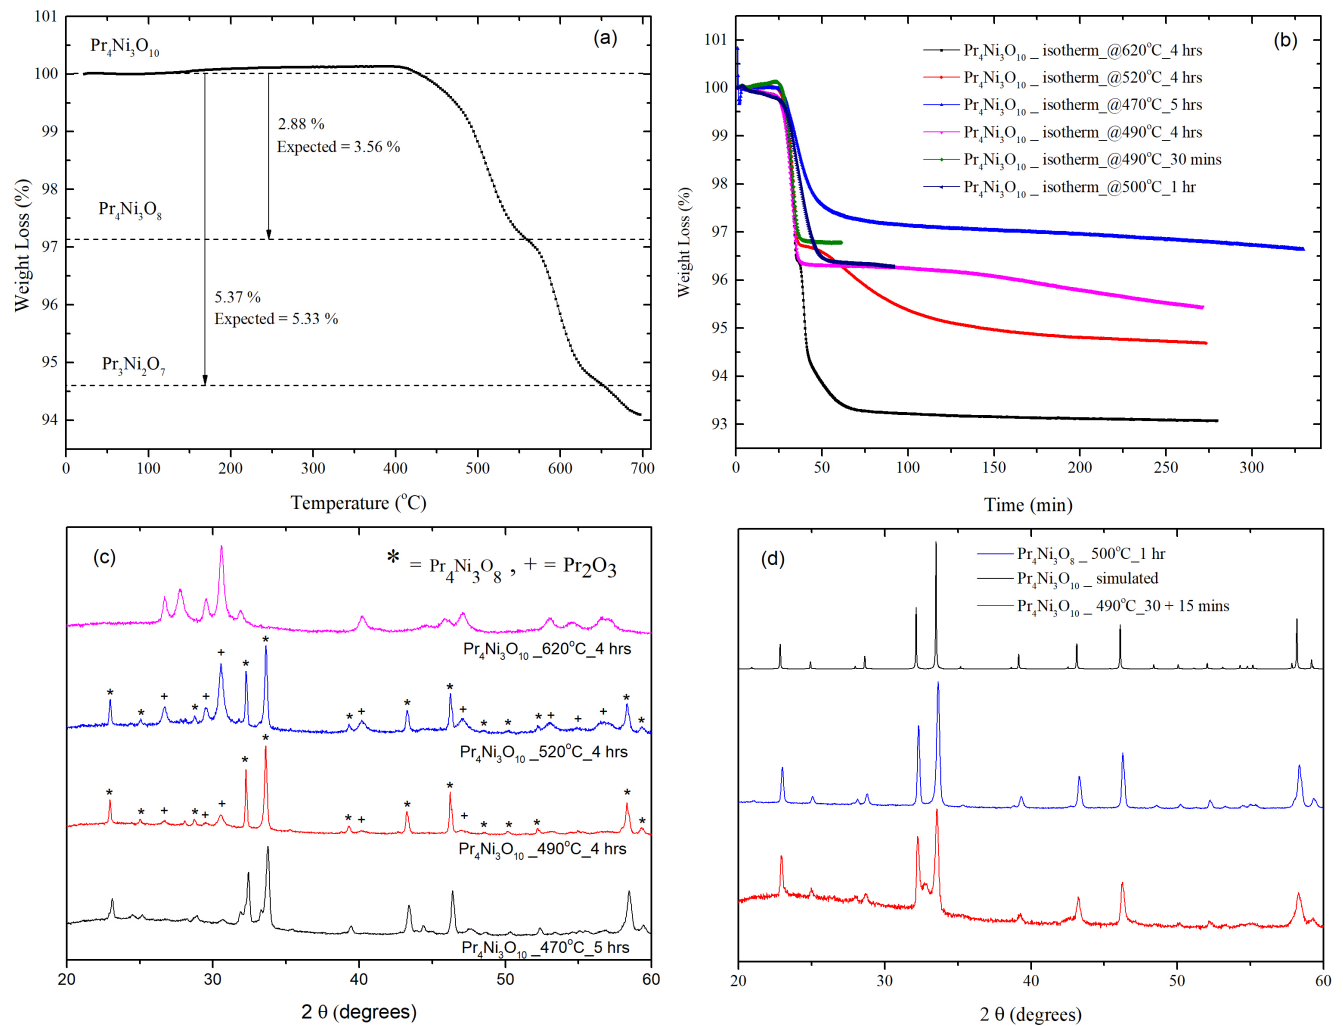 (a)
Pr4Ni3O10
2.88 %
Expected = 3.56 %
Pr4Ni3O8
5.37 %
Expected = 5.33 %
Pr3Ni2O7
101
100
99
98
97
96
95
94
Weight Loss (%)
0 100 200 300 400 500 600 700
Temperature (°C)
(b)
Pr4Ni3O10 _ isotherm_@620°C_4 hrs
Pr4Ni3O10 _ isotherm_@520°C_4 hrs
Pr4Ni3O10 _ isotherm_@470°C_5 hrs
Pr4Ni3O10 _ isotherm_@490°C_4 hrs
Pr4Ni3O10 _ isotherm_@490°C_30 mins
Pr4Ni3O10 _ isotherm_@500°C_1 hr
101
100
99
98
97
96
95
94
93
Weight Loss (%)
0 50 100 150 200 250 300
Time (min)
(c)
* = Pr4Ni3O8 , + = Pr2O3
Pr4Ni3O10 _620°C_4 hrs
* * + * + + * * * + * * + * * * + + + * *
Pr4Ni3O10 _520°C_4 hrs
* * + * + + * * * + * * + * * * * *
Pr4Ni3O10 _490°C_4 hrs
Pr4Ni3O10 _470°C_5 hrs
20 30 40 50 60
2 θ (degrees)
(d)
Pr4Ni3O8 _ 500°C_1 hr
Pr4Ni3O10 _ simulated
Pr4Ni3O10 _ 490°C_30 + 15 mins
20 30 40 50 60
2 θ (degrees)